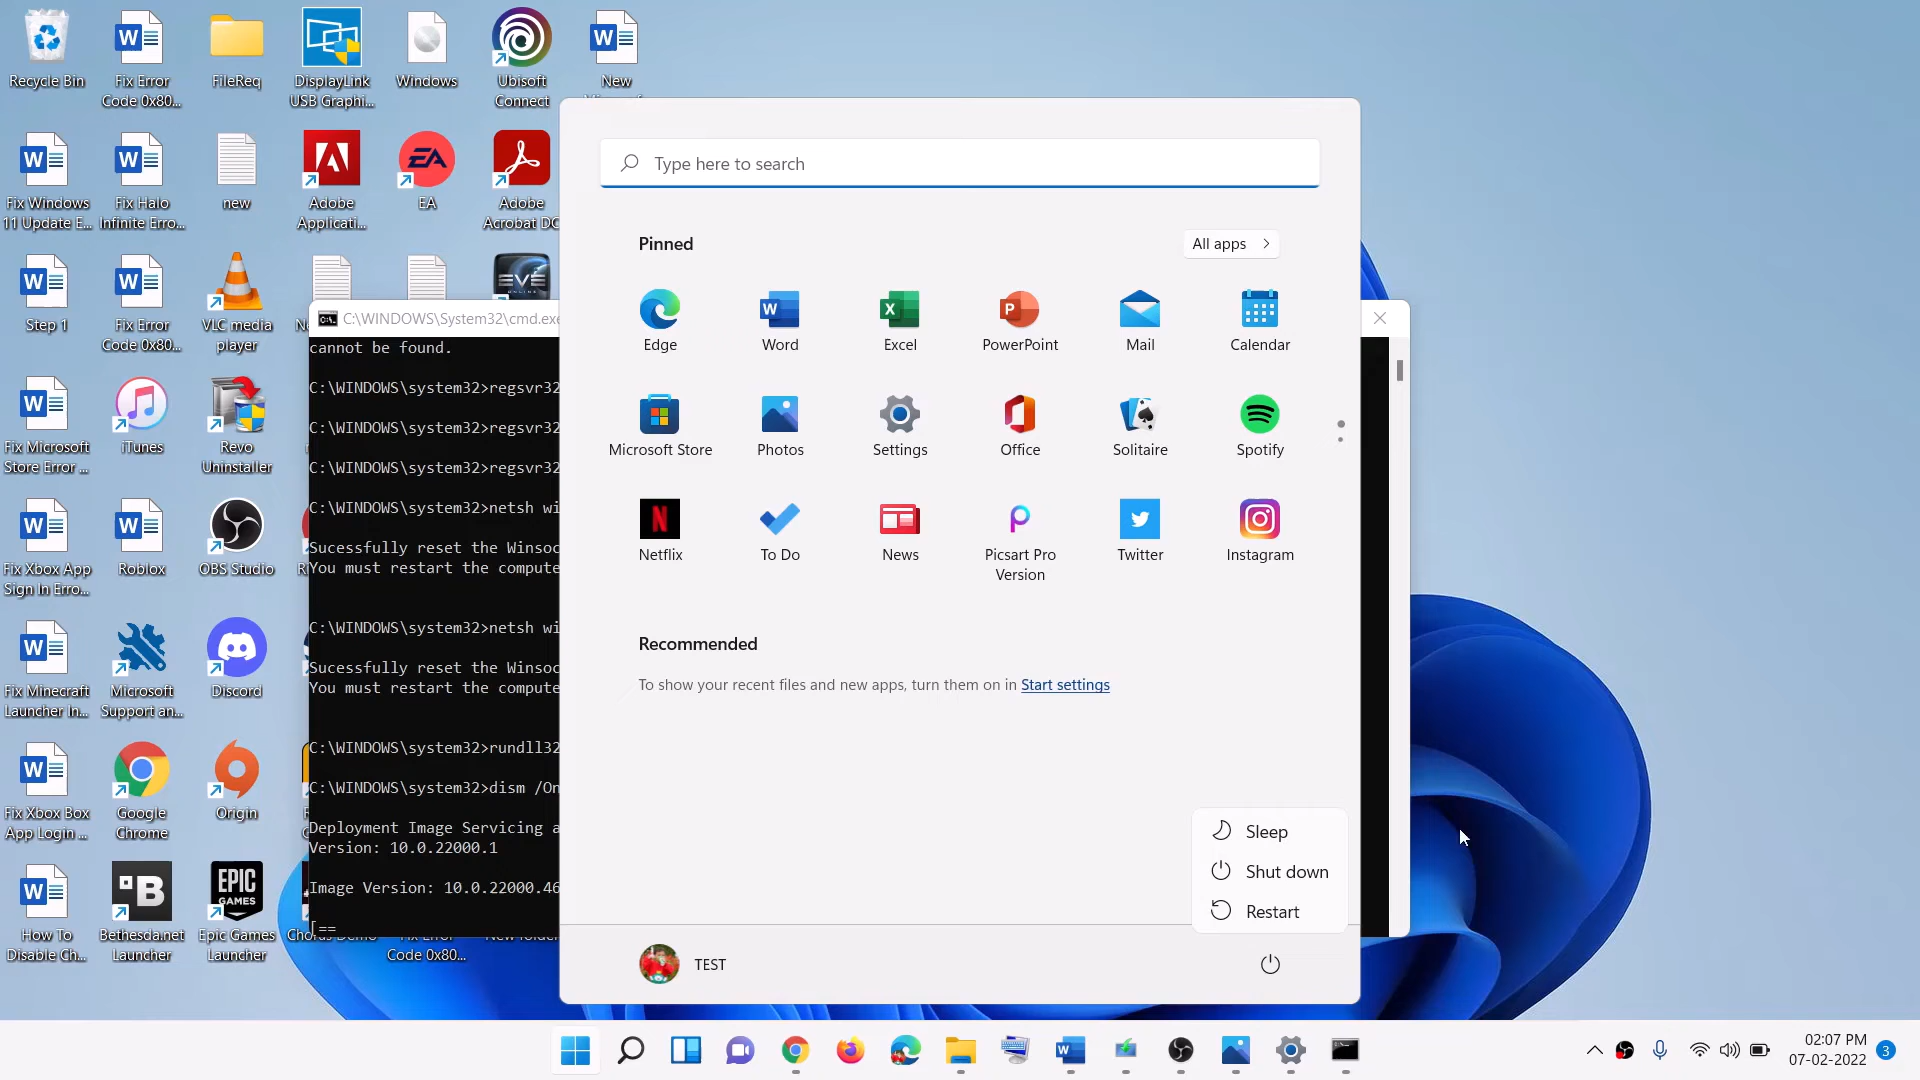 Recycle Bin
Fix Error
Code 0x80...
FileReq
DisplayLink
USB Graphi...
Windows
Ubisoft
Connect
New
Fix Windows
11 Update E...
Fix Halo
Infinite Erro...
new
Adobe
Applicati...
EA
EA
Adobe
Acrobat DC
Step 1
Fix Error
Code 0x80...
VLC media
player
EVE
Fix Microsoft
Store Error ...
iTunes
Revo
Uninstaller
Fix Xbox App
Sign In Erro...
Roblox
OBS Studio
Fix Minecraft
Launcher In...
Microsoft
Support an...
Discord
Fix Xbox Box
App Login ...
Google
Chrome
Origin
How To
Disable Ch...
Bethesda.net
Launcher
EPIC
GAMES
Epic Games
Launcher
Fix Error
Code 0x80...
New folder
C:\WINDOWS\System32\cmd.exe
cannot be found.
C:\WINDOWS\system32>regsvr32
C:\WINDOWS\system32>regsvr32
C:\WINDOWS\system32>regsvr32
C:\WINDOWS\system32>netsh wi
Sucessfully reset the Winsoc
You must restart the compute
C:\WINDOWS\system32>netsh wi
Sucessfully reset the Winsoc
You must restart the compute
C:\WINDOWS\system32>rundll32
C:\WINDOWS\system32>dism /On
Deployment Image Servicing a
Version: 10.0.22000.1
Image Version: 10.0.22000.46
[==
Type here to search
Pinned
All apps
Edge
Word
Excel
PowerPoint
Mail
Calendar
Microsoft Store
Photos
Settings
Office
Solitaire
Spotify
Netflix
To Do
News
Picsart Pro
Version
Twitter
Instagram
Recommended
To show your recent files and new apps, turn them on in Start settings
Sleep
Shut down
Restart
TEST
02:07 PM
07-02-2022
3